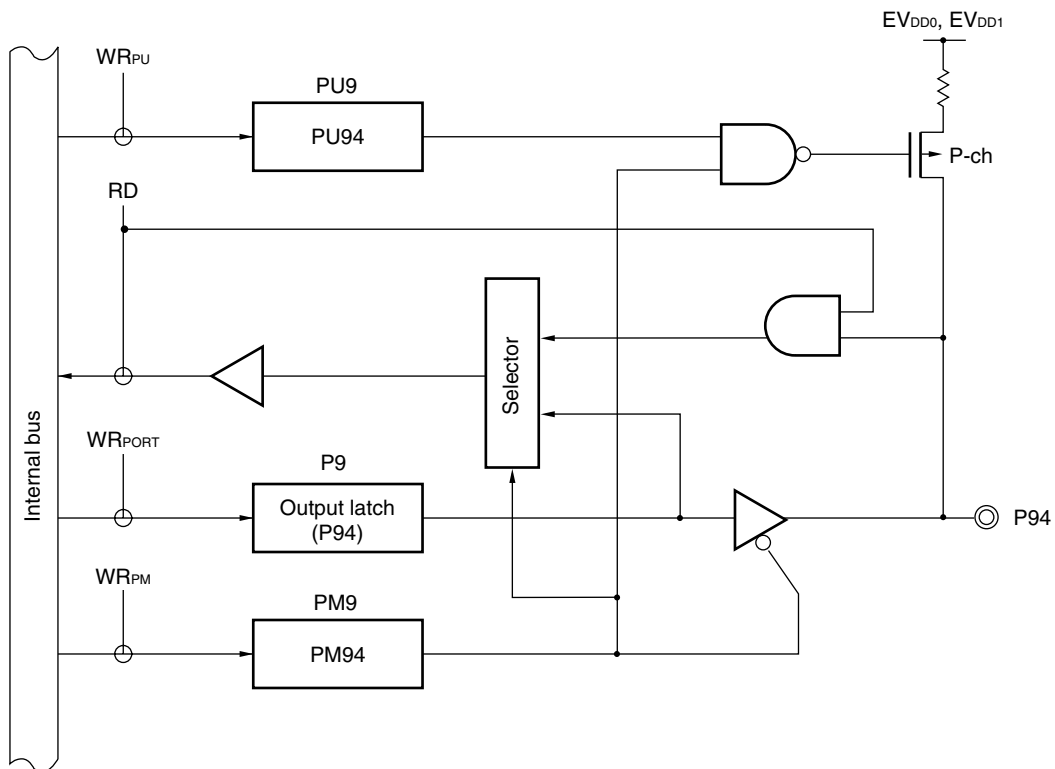 EVDD0, EVDD1
WRPU
PU9
PU94
P-ch
RD
Selector
Internal bus
WRPORT
P9
Output latch
(P94)
P94
WRPM
PM9
PM94